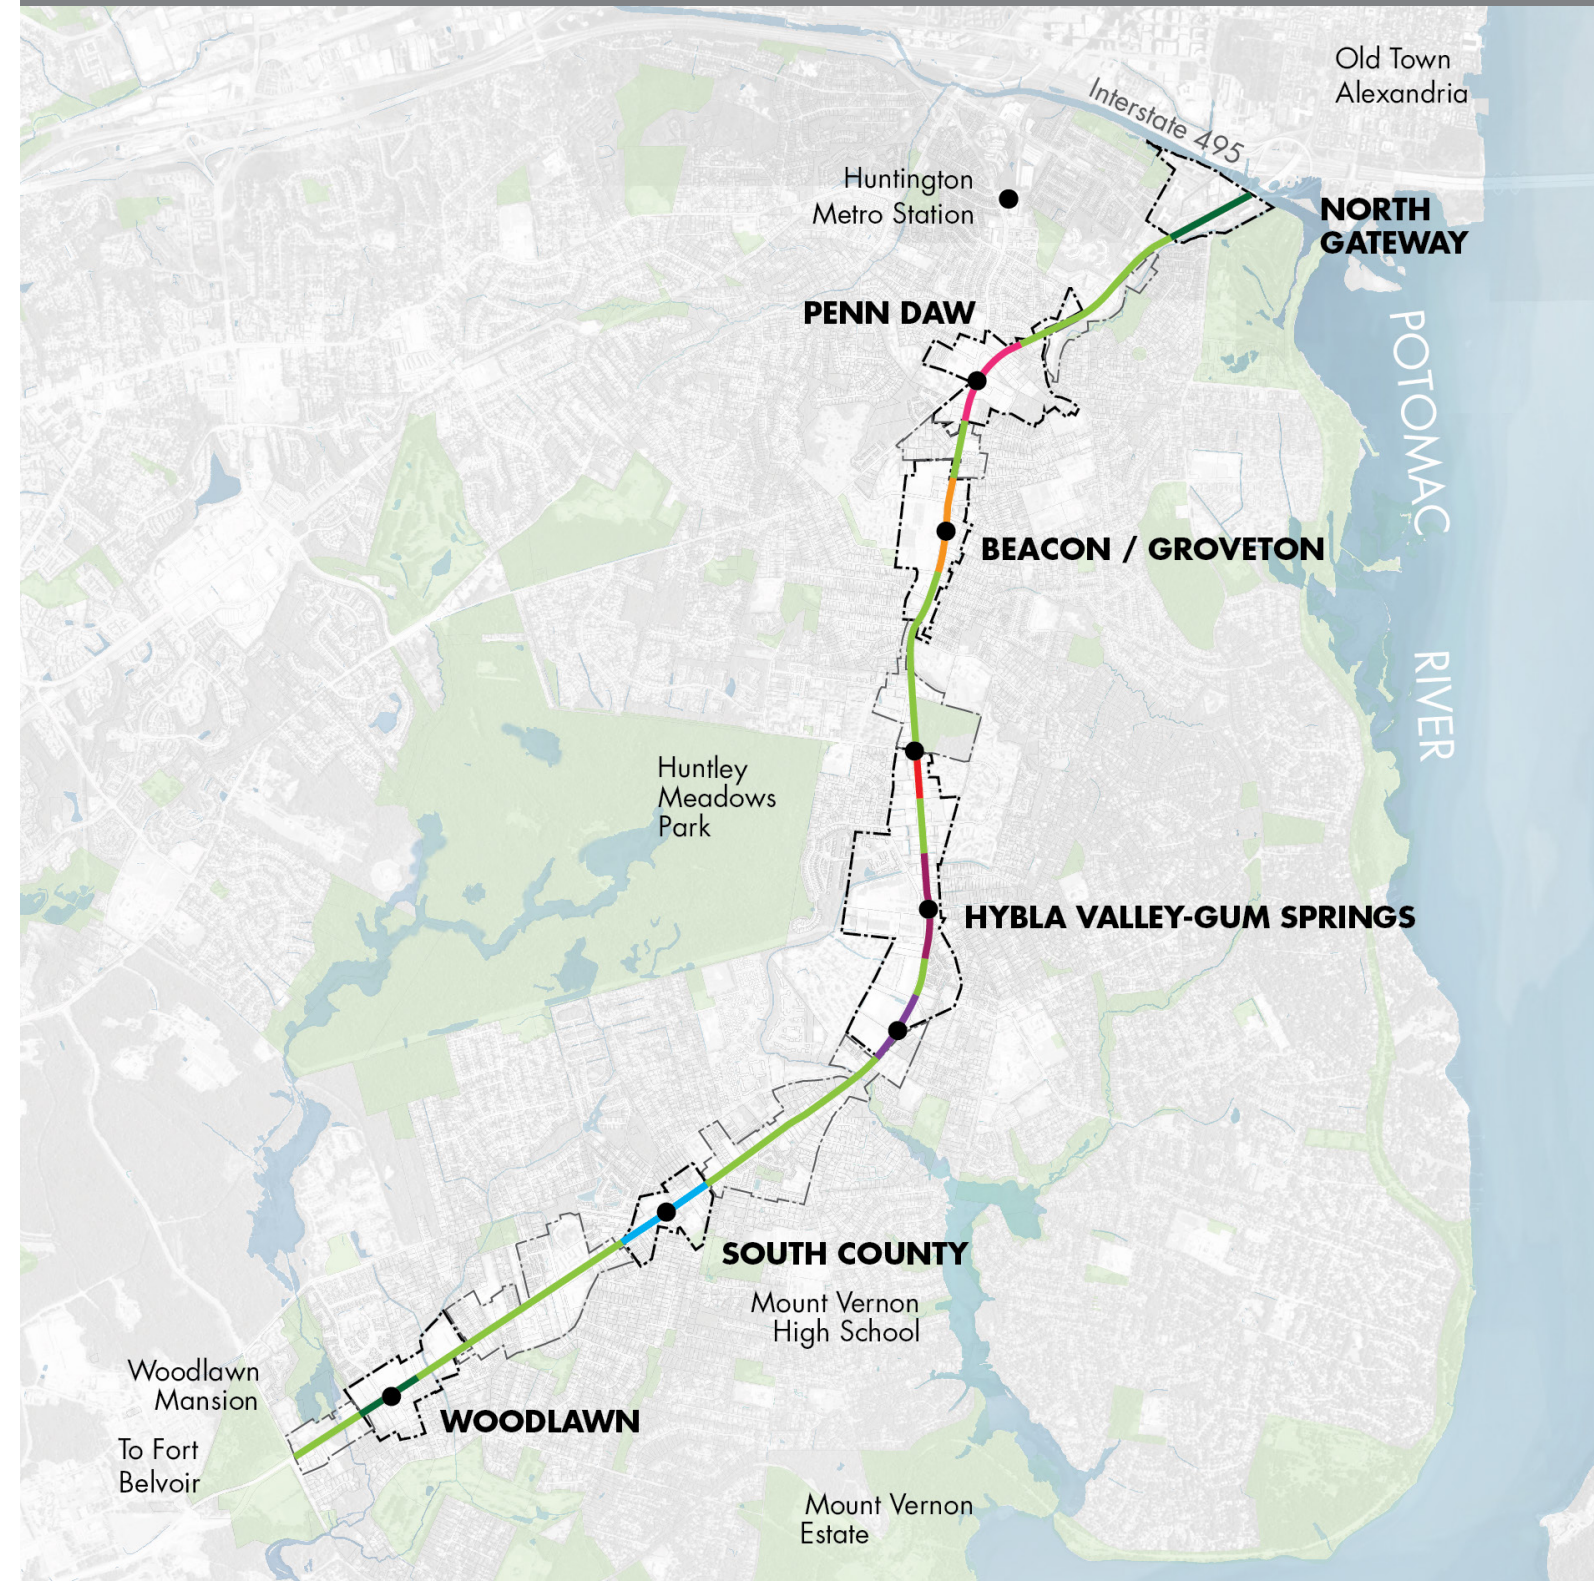 Old Town
Alexandria
Interstate 495
Huntington
Metro Station
NORTH
GATEWAY
PENN DAW
POTOMAC
RIVER
BEACON / GROVETON
Huntley
Meadows
Park
HYBLA VALLEY-GUM SPRINGS
SOUTH COUNTY
Mount Vernon
High School
Woodlawn
Mansion
WOODLAWN
To Fort
Belvoir
Mount Vernon
Estate